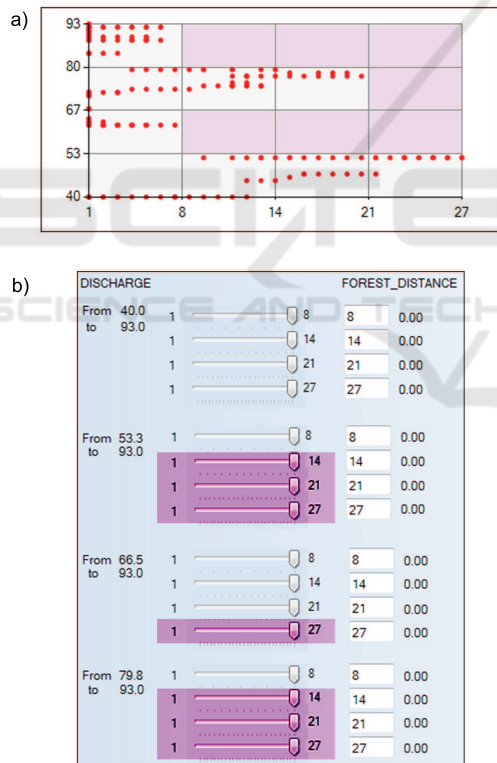 a)
93
80
67
53
40
1 8 14 21 27
b)
DISCHARGE FOREST_DISTANCE
From 40.0 1 8 8 0.00
to 93.0
1 14 14 0.00
1 21 21 0.00
1 27 27 0.00
From 53.3 1 8 8 0.00
to 93.0
1 14 14 0.00
1 21 21 0.00
1 27 27 0.00
From 66.5 1 8 8 0.00
to 93.0
1 14 14 0.00
1 21 21 0.00
1 27 27 0.00
From 79.8 1 8 8 0.00
to 93.0
1 14 14 0.00
1 21 21 0.00
1 27 27 0.00
SCITE
SCIENCE AND TECH